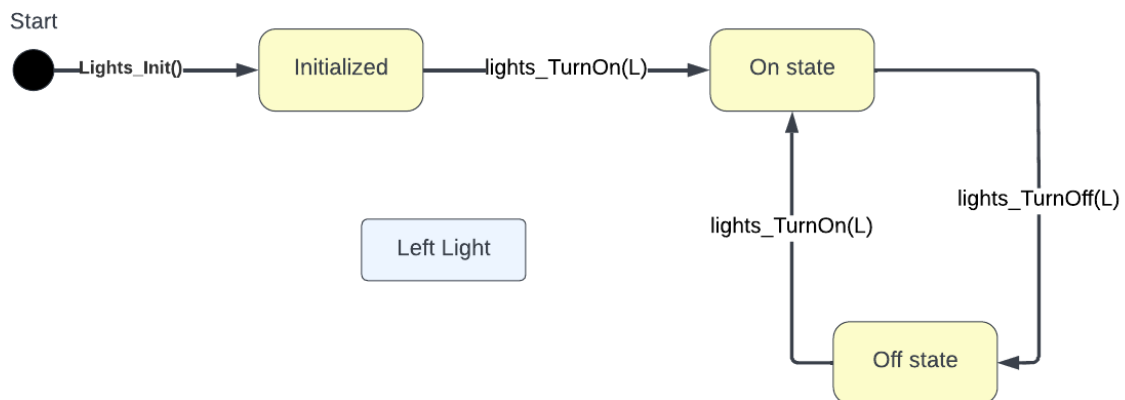 Start
Lights_Init()
Initialized
lights_TurnOn(L)
On state
lights_TurnOff(L)
lights_TurnOn(L)
Left Light
Off state